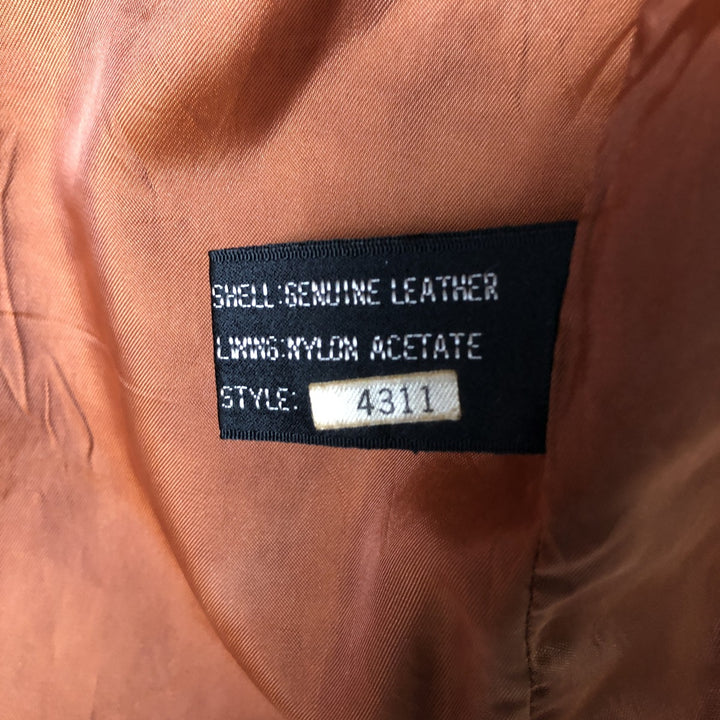 SHELL:GENUINE LEATHER
LINING:NYLON ACETATE
STYLE: 4311